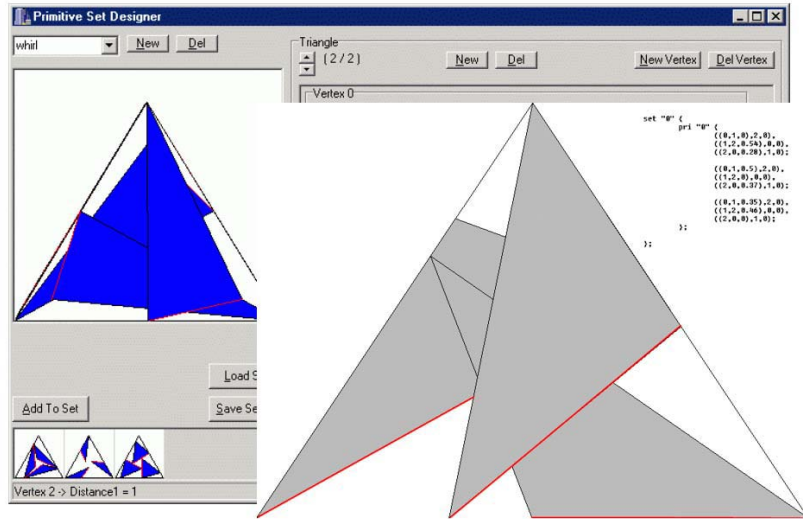 Primitive Set Designer
whirl
New
Del
Triangle
(2/2)
New
Del
New Vertex
Del Vertex
Vertex 0
set "0" {
pri "0" {
((0,1,0),2,0),
((1,2,0.54),0,0),
((2,0,0.28),1,0);
((0,1,0.5),2,0),
((1,2,0),0,0),
((2,0,0.37),1,0);
((0,1,0.35),2,0),
((1,2,0.46),0,0),
((2,0,0),1,0);
};
};
Load
Add To Set
Save Se
Vertex 2 -> Distance1 = 1